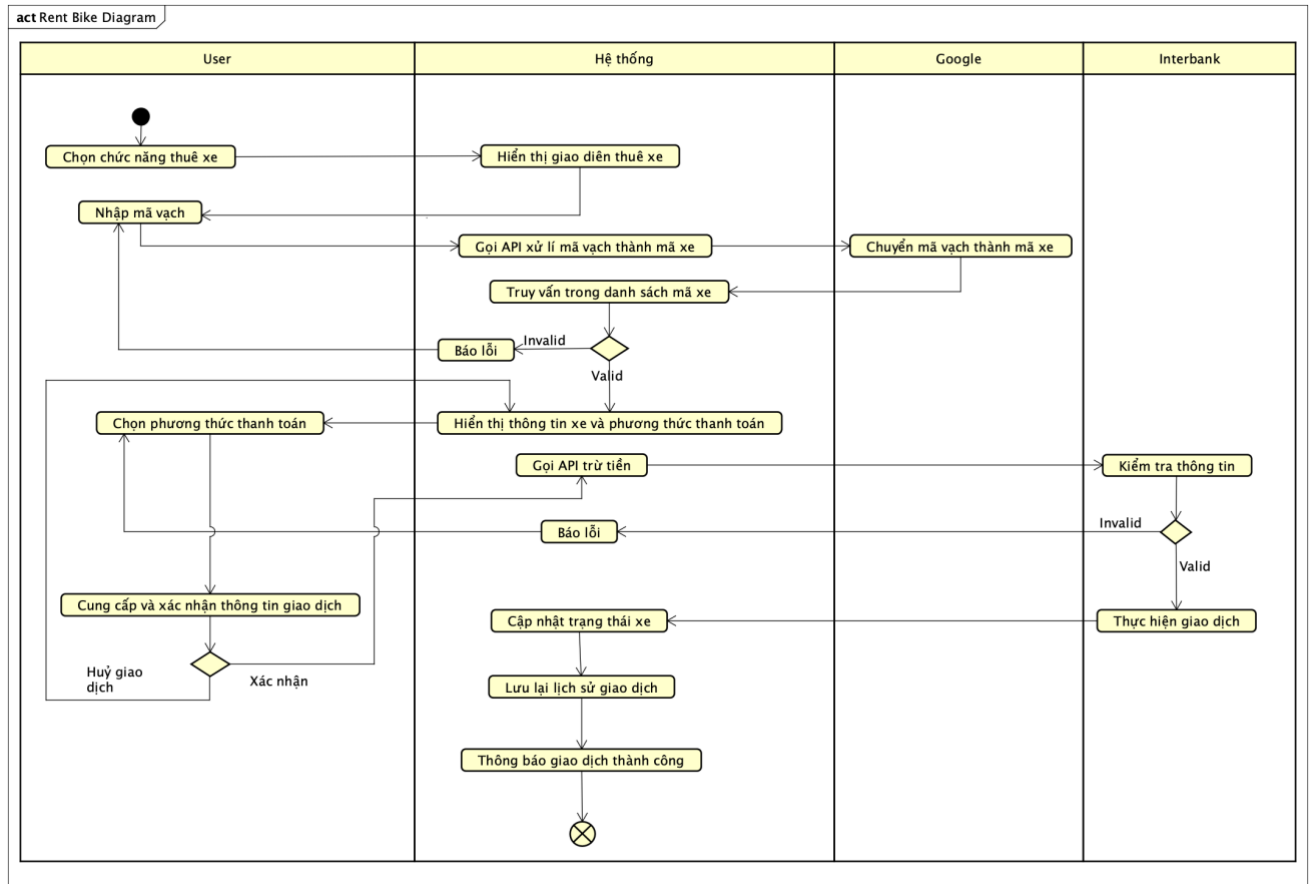 act Rent Bike Diagram
User
Hệ thống
Google
Interbank
Chọn chức năng thuê xe
Hiển thị giao diên thuê xe
Nhập mã vạch
Gọi API xử lí mã vạch thành mã xe
Chuyển mã vạch thành mã xe
Truy vấn trong danh sách mã xe
Báo lỗi
Invalid
Valid
Chọn phương thức thanh toán
Hiển thị thông tin xe và phương thức thanh toán
Gọi API trừ tiền
Kiểm tra thông tin
Báo lỗi
Invalid
Valid
Cung cấp và xác nhận thông tin giao dịch
Cập nhật trạng thái xe
Thực hiện giao dịch
Huỷ giao
dịch
Xác nhận
Lưu lại lịch sử giao dịch
Thông báo giao dịch thành công